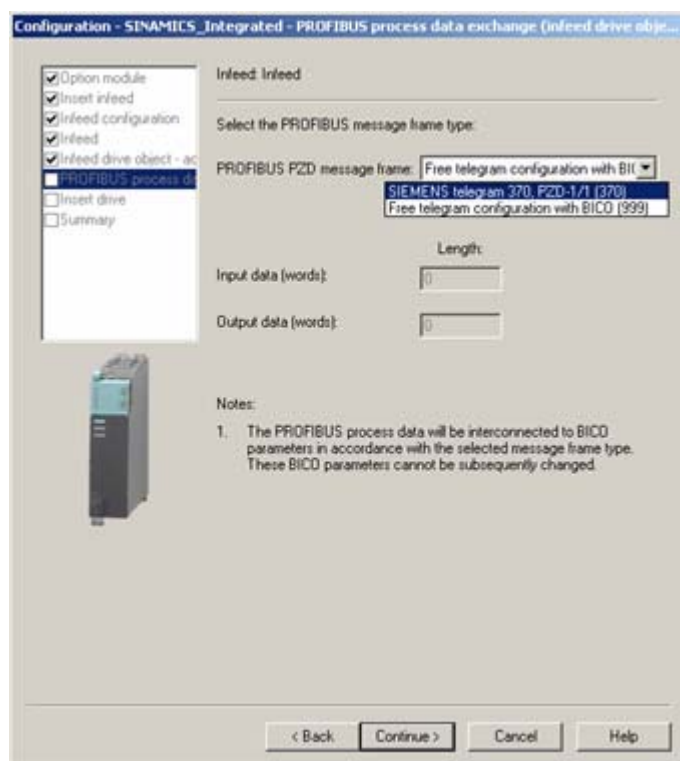 Configuration - SINAMICS_Integrated - PROFIBUS process data exchange (infeed drive obje...
Option module
Insert infeed
Infeed configuration
Infeed
Infeed drive object - ac
PROFIBUS process da
Insert drive
Summary
Infeed: Infeed
Select the PROFIBUS message frame type:
PROFIBUS PZD message frame: Free telegram configuration with BIC
SIEMENS telegram 370, PZD-1/1 (370)
Free telegram configuration with BICO (999)
Length:
Input data (words): 0
Output data (words): 0
Notes:
1. The PROFIBUS process data will be interconnected to BICO
parameters in accordance with the selected message frame type.
These BICO parameters cannot be subsequently changed.
< Back Continue > Cancel Help